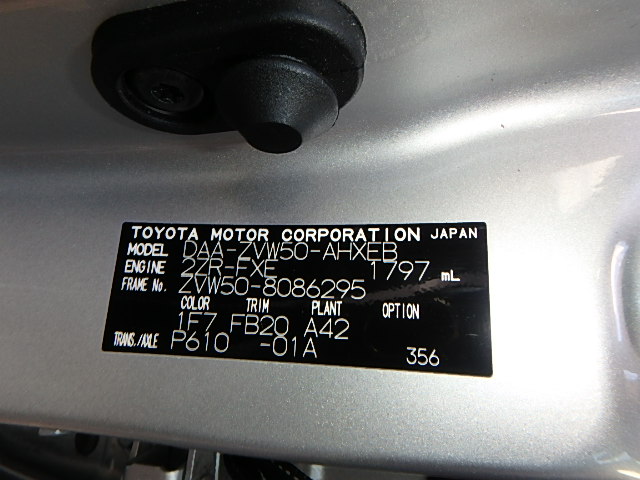 TOYOTA MOTOR CORPORATION JAPAN
MODEL DAA-ZVW50-AHXEB
ENGINE 2ZR-FXE 1797 mL
FRAME No. ZVW50-8086295
COLOR TRIM PLANT OPTION
1F7 FB20 A42
TRANS./AXLE P610 -01A
356